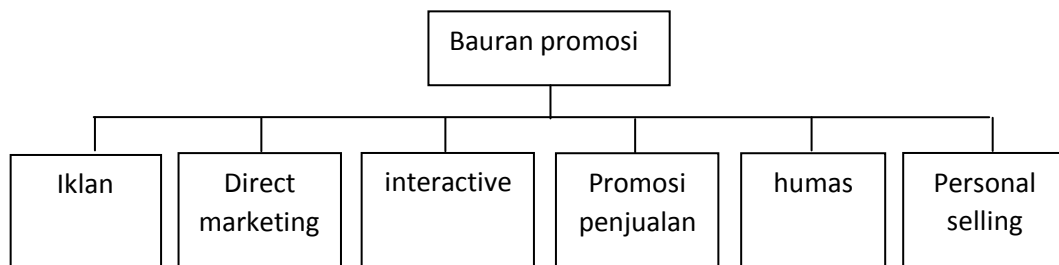 Bauran promosi
Iklan
Direct
marketing
interactive
Promosi
penjualan
humas
Personal
selling